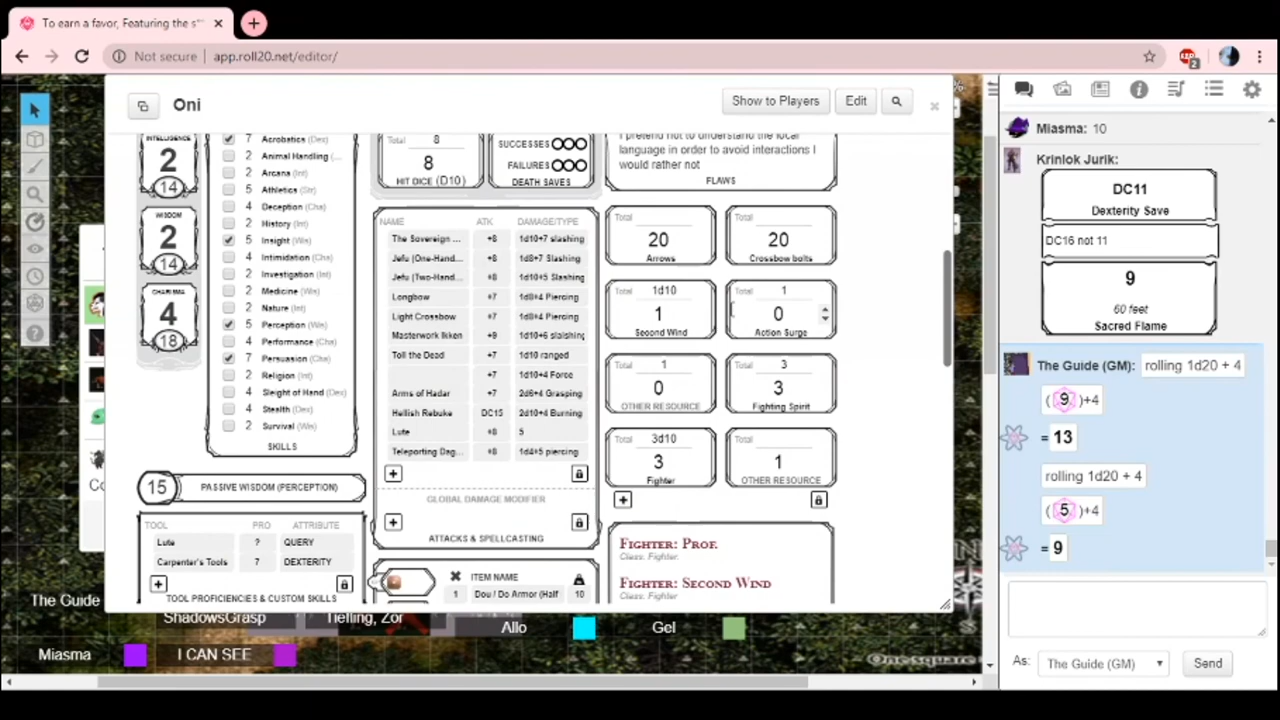 To earn a favor, Featuring the s
Not secure app.roll20.net/editor/
2
Oni
Show to Players
Edit
INTELLIGENCE
2
14
WISDOM
2
14
CHARISMA
4
18
7 Acrobatics (Dex)
2 Animal Handling (...
2 Arcana (Int)
5 Athletics (Str)
4 Deception (Cha)
2 History (Int)
5 Insight (Wis)
4 Intimidation (Cha)
2 Investigation (Int)
2 Medicine (Wis)
2 Nature (Int)
5 Perception (Wis)
4 Performance (Cha)
7 Persuasion (Cha)
2 Religion (Int)
4 Sleight of Hand (Dex)
4 Stealth (Dex)
2 Survival (Wis)
SKILLS
15 PASSIVE WISDOM (PERCEPTION)
TOOL PRO ATTRIBUTE
Lute ? QUERY
Carpenter's Tools 7 DEXTERITY
TOOL PROFICIENCIES & CUSTOM SKILLS
Total 8
8
HIT DICE (D10)
SUCCESSES
FAILURES
DEATH SAVES
NAME ATK DAMAGE/TYPE
The Sovereign ... +8 1d10+7 slashing
Jefu (One-Hand... +8 1d8+7 Slashing
Jefu (Two-Hand... +8 1d10+5 Slashing
Longbow +7 1d8+4 Piercing
Light Crossbow +7 1d8+4 Piercing
Masterwork Ikken +9 1d10+6 slalshing
Toll the Dead +7 1d10 ranged
+7 1d10+4 Force
Arms of Hadar +7 2d6+4 Grasping
Hellish Rebuke DC15 2d10+4 Burning
Lute +8 5
Teleporting Dag... +8 1d4+5 piercing
GLOBAL DAMAGE MODIFIER
ATTACKS & SPELLCASTING
ITEM NAME
1 Dou / Do Armor (Half 10
I pretend not to understand the local
language in order to avoid interactions I
would rather not
FLAWS
Total
20
Arrows
Total
20
Crossbow bolts
Total 1d10
1
Second Wind
Total 1
0
Action Surge
Total 1
0
OTHER RESOURCE
Total 3
3
Fighting Spirit
Total 3d10
3
Fighter
Total
1
OTHER RESOURCE
FIGHTER: PROF.
Class: Fighter
FIGHTER: SECOND WIND
Class: Fighter
Miasma: 10
Krinlok Jurik:
DC11
Dexterity Save
DC16 not 11
9
60 feet
Sacred Flame
The Guide (GM): rolling 1d20 + 4
(9)+4
= 13
rolling 1d20 + 4
(5)+4
= 9
As: The Guide (GM)
Send
The Guide
ShadowsGrasp
Tiefling, Zor
Allo
Gel
Miasma
I CAN SEE
Onesquare